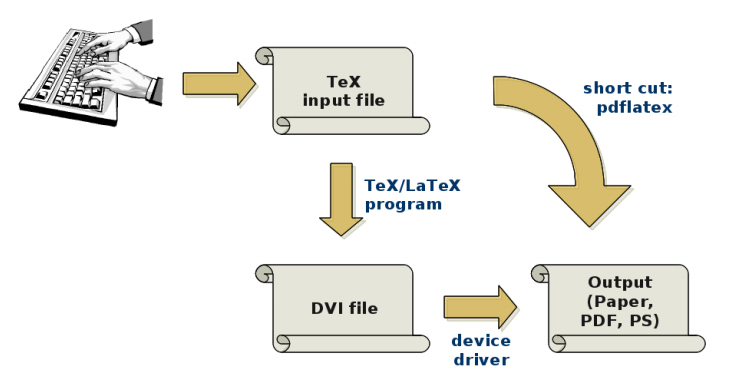 TeX
input file
short cut:
pdflatex
TeX/LaTeX
program
DVI file
device
driver
Output
(Paper,
PDF, PS)